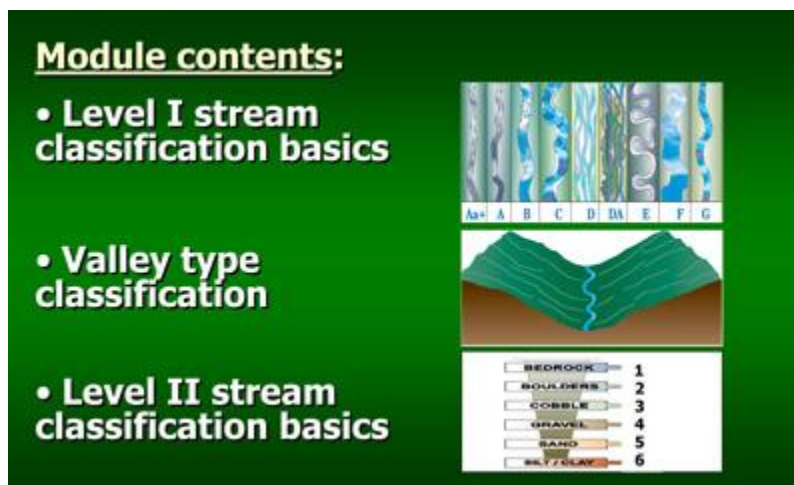 Module contents:
• Level I stream
classification basics
Aa+ A B C D DA E F G
• Valley type
classification
• Level II stream
classification basics
BEDROCK 1
BOULDERS 2
COBBLE 3
GRAVEL 4
SAND 5
SILT / CLAY 6